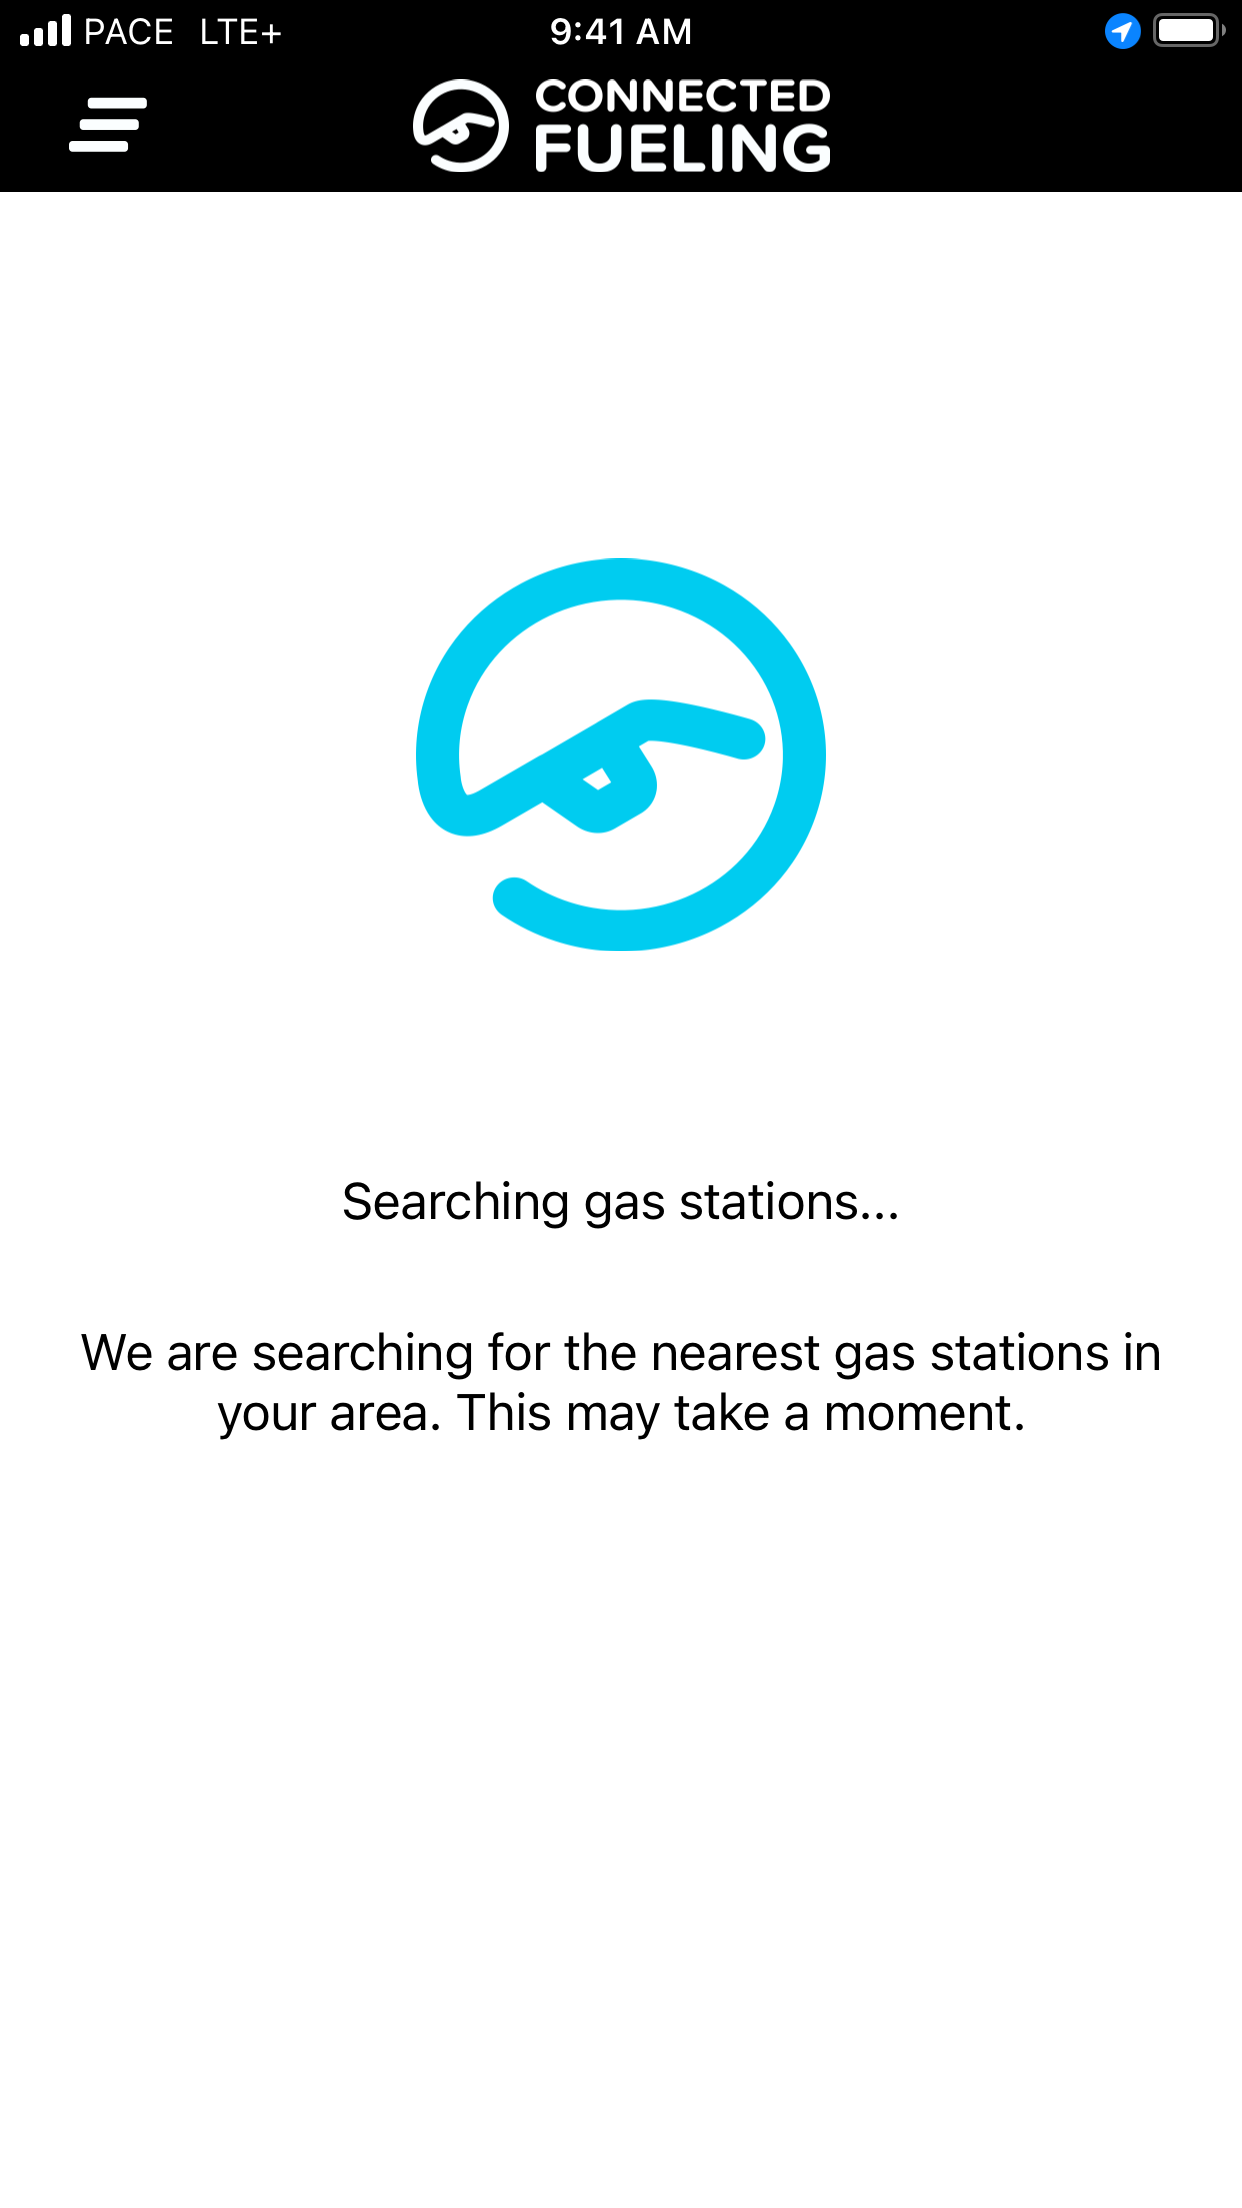 PACE LTE+ 9:41 AM
CONNECTED
FUELING
Searching gas stations...
We are searching for the nearest gas stations in
your area. This may take a moment.